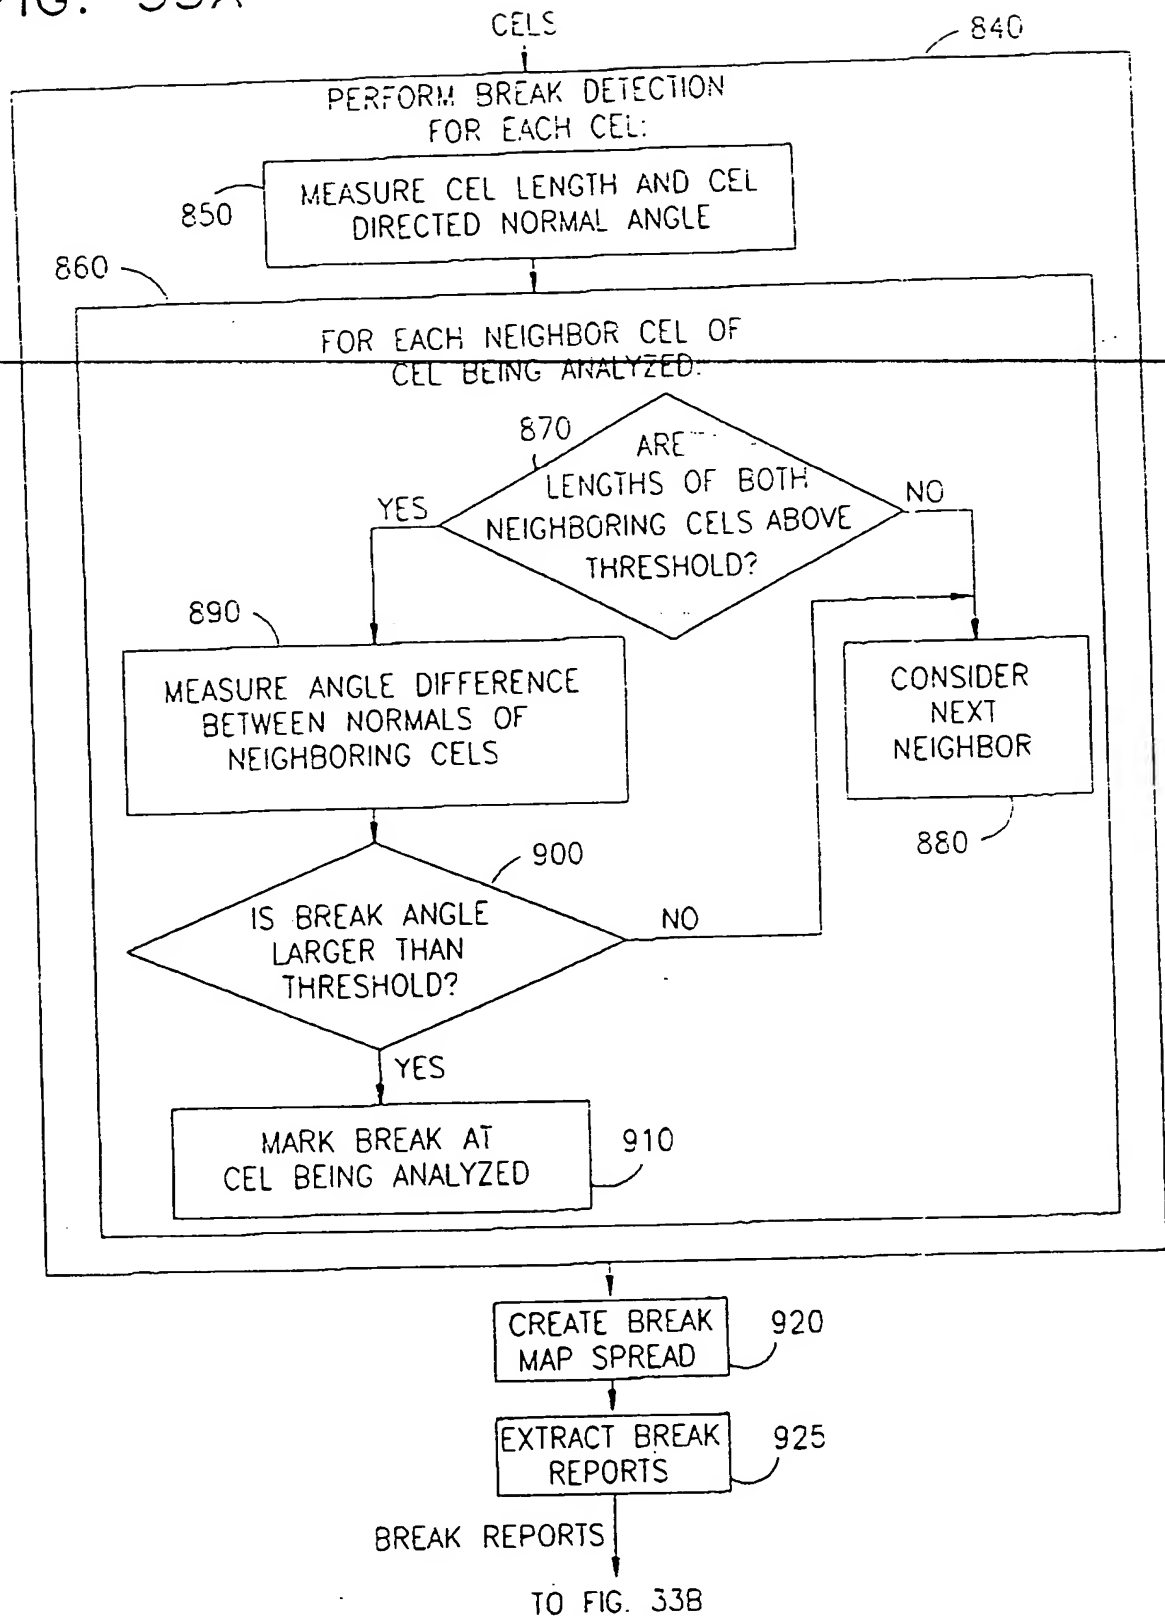 FIG. 33A
CELS
840
PERFORM BREAK DETECTION
FOR EACH CEL:
850
MEASURE CEL LENGTH AND CEL
DIRECTED NORMAL ANGLE
860
FOR EACH NEIGHBOR CEL OF
CEL BEING ANALYZED:
870
ARE
LENGTHS OF BOTH
NEIGHBORING CELS ABOVE
THRESHOLD?
YES
NO
890
MEASURE ANGLE DIFFERENCE
BETWEEN NORMALS OF
NEIGHBORING CELS
CONSIDER
NEXT
NEIGHBOR
880
900
IS BREAK ANGLE
LARGER THAN
THRESHOLD?
NO
YES
MARK BREAK AT
CEL BEING ANALYZED
910
CREATE BREAK
MAP SPREAD
920
EXTRACT BREAK
REPORTS
925
BREAK REPORTS
TO FIG. 33B